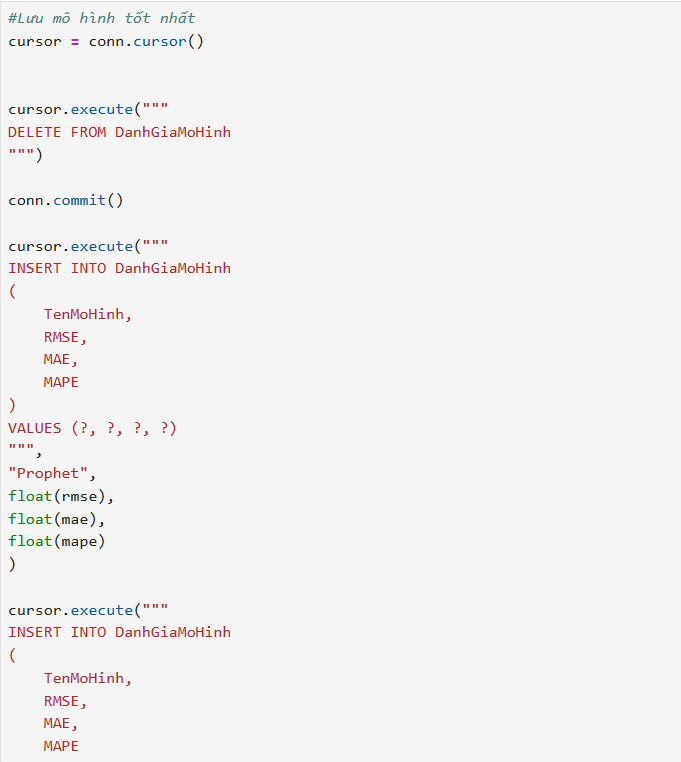 #Lưu mô hình tốt nhất
cursor = conn.cursor()
cursor.execute("""
DELETE FROM DanhGiaMoHinh
""")
conn.commit()
cursor.execute("""
INSERT INTO DanhGiaMoHinh
(
    TenMoHinh,
    RMSE,
    MAE,
    MAPE
)
VALUES (?, ?, ?, ?)
""",
"Prophet",
float(rmse),
float(mae),
float(mape)
)
cursor.execute("""
INSERT INTO DanhGiaMoHinh
(
    TenMoHinh,
    RMSE,
    MAE,
    MAPE